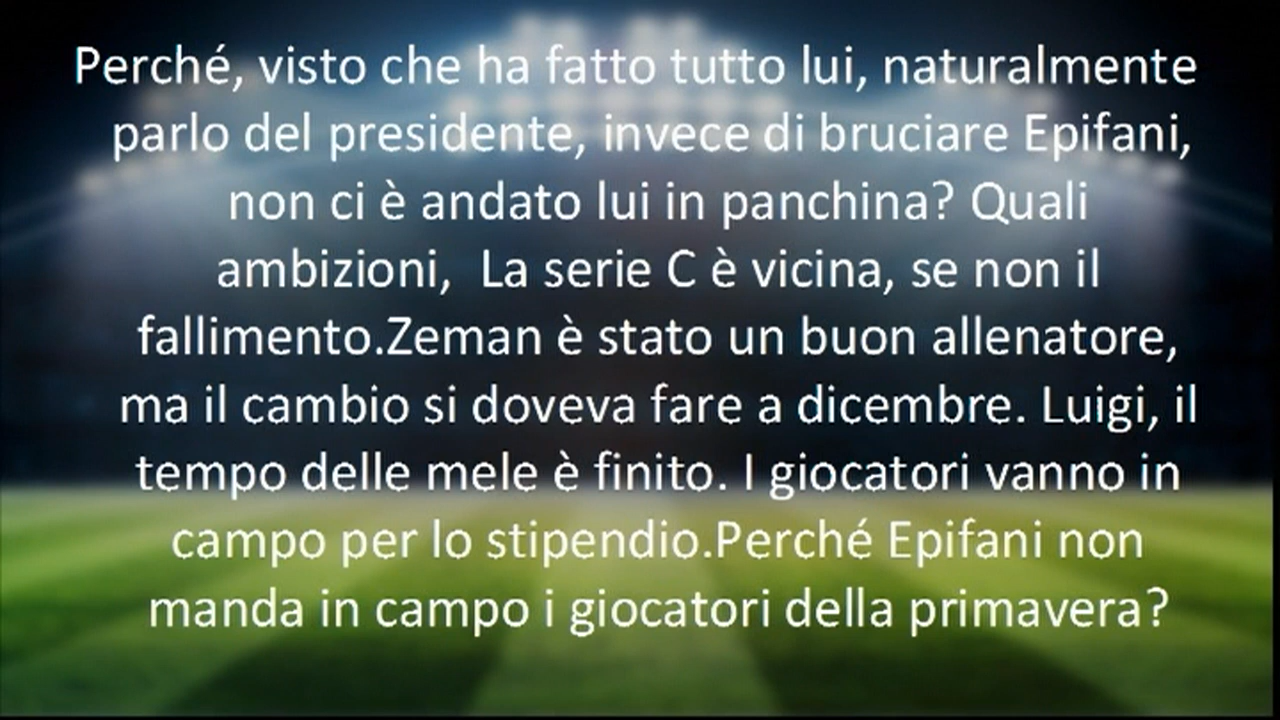 Perché, visto che ha fatto tutto lui, naturalmente
parlo del presidente, invece di bruciare Epifani,
non ci è andato lui in panchina? Quali
ambizioni,  La serie C è vicina, se non il
fallimento.Zeman è stato un buon allenatore,
ma il cambio si doveva fare a dicembre. Luigi, il
tempo delle mele è finito. I giocatori vanno in
campo per lo stipendio.Perché Epifani non
manda in campo i giocatori della primavera?